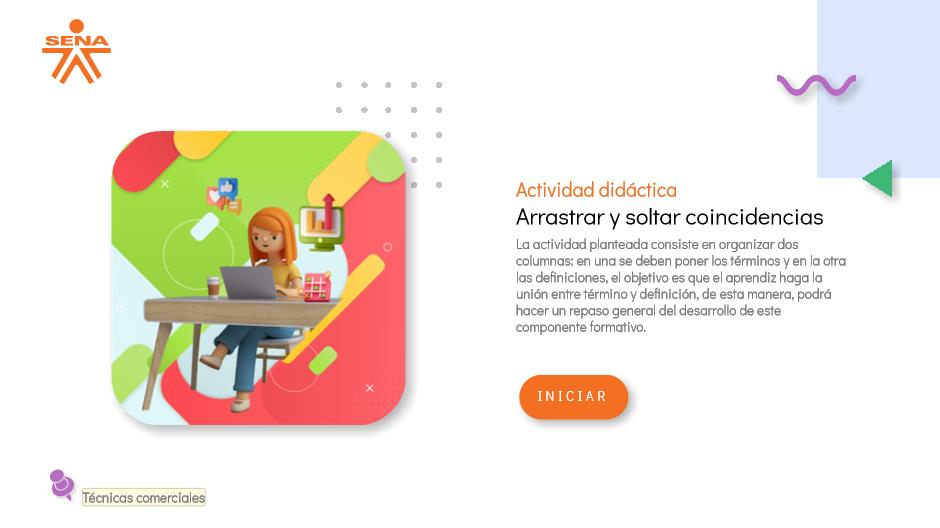 SENA
Actividad didáctica
Arrastrar y soltar coincidencias
La actividad planteada consiste en organizar dos
columnas: en una se deben poner los términos y en la otra
las definiciones, el objetivo es que el aprendiz haga la
unión entre término y definición, de esta manera, podrá
hacer un repaso general del desarrollo de este
componente formativo.
INICIAR
Técnicas comerciales